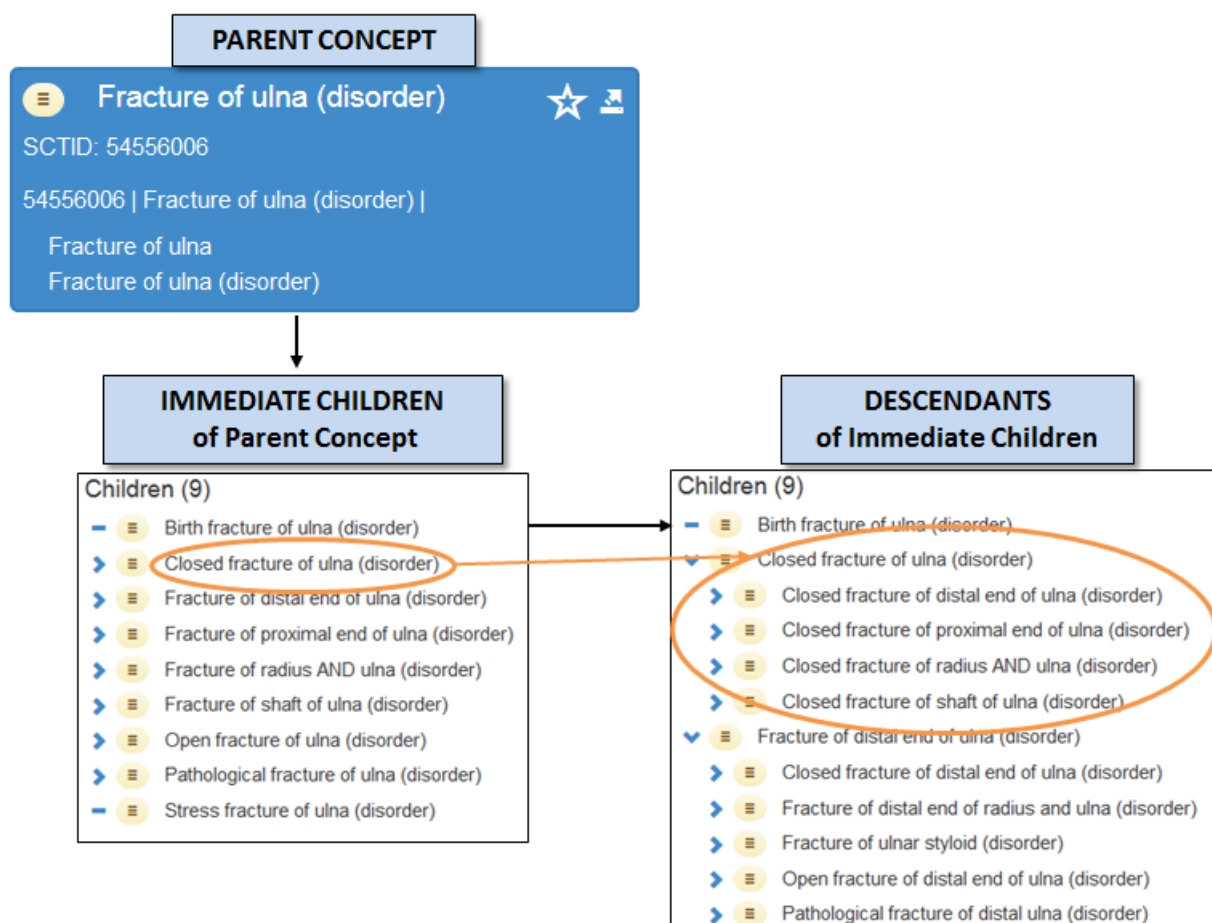 PARENT CONCEPT
Fracture of ulna (disorder)
SCTID: 54556006
54556006 | Fracture of ulna (disorder) |
Fracture of ulna
Fracture of ulna (disorder)
IMMEDIATE CHILDREN
of Parent Concept
Children (9)
Birth fracture of ulna (disorder)
Closed fracture of ulna (disorder)
Fracture of distal end of ulna (disorder)
Fracture of proximal end of ulna (disorder)
Fracture of radius AND ulna (disorder)
Fracture of shaft of ulna (disorder)
Open fracture of ulna (disorder)
Pathological fracture of ulna (disorder)
Stress fracture of ulna (disorder)
DESCENDANTS
of Immediate Children
Children (9)
Birth fracture of ulna (disorder)
Closed fracture of ulna (disorder)
Closed fracture of distal end of ulna (disorder)
Closed fracture of proximal end of ulna (disorder)
Closed fracture of radius AND ulna (disorder)
Closed fracture of shaft of ulna (disorder)
Fracture of distal end of ulna (disorder)
Closed fracture of distal end of ulna (disorder)
Fracture of distal end of radius and ulna (disorder)
Fracture of ulnar styloid (disorder)
Open fracture of distal end of ulna (disorder)
Pathological fracture of distal ulna (disorder)